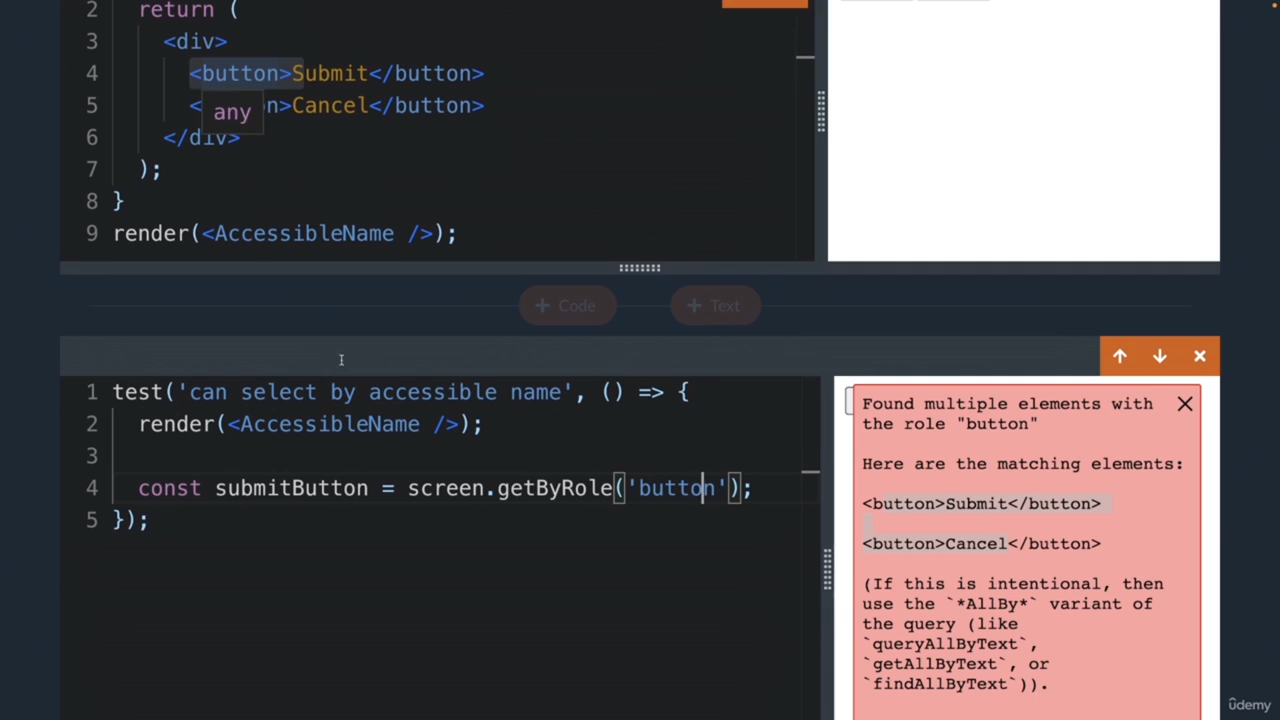 2 return (
3 <div>
4 <button>Submit</button>
5 < n>Cancel</button>
any
6 </div>
7 );
8 }
9 render(<AccessibleName />);
+ Code + Text
1 test('can select by accessible name', () => {
2 render(<AccessibleName />);
3
4 const submitButton = screen.getByRole('button');
5 });
Found multiple elements with
the role "button"
Here are the matching elements:
<button>Submit</button>
<button>Cancel</button>
(If this is intentional, then
use the `*AllBy*` variant of
the query (like
`queryAllByText`,
`getAllByText`, or
`findAllByText`)).
ûdemy